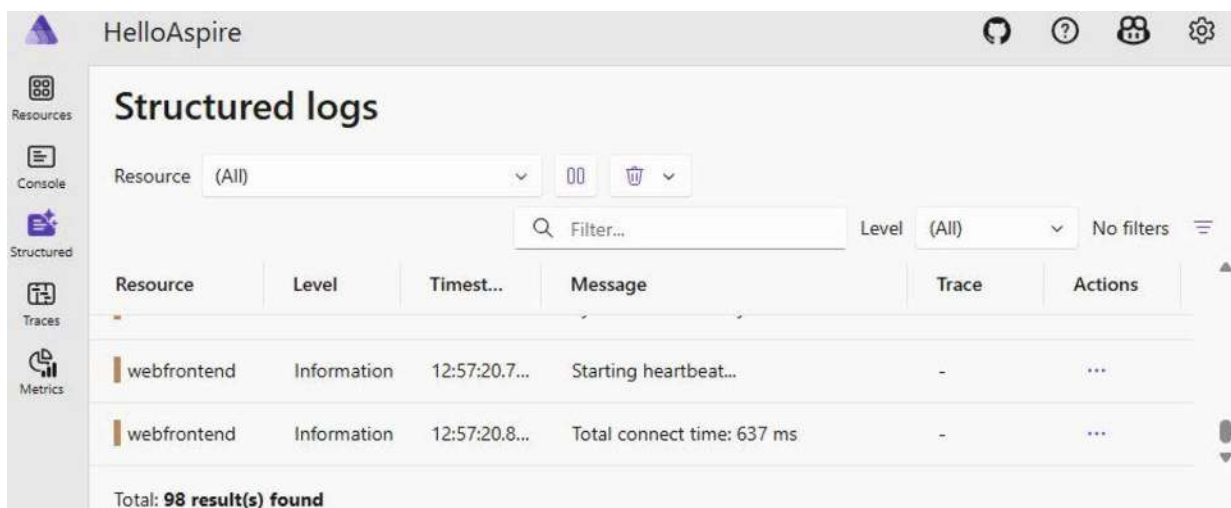 HelloAspire
Resources
Console
Structured
Traces
Metrics
Structured logs
Resource (All)
Filter... Level (All) No filters
Resource Level Timest... Message Trace Actions
webfrontend Information 12:57:20.7... Starting heartbeat... - ...
webfrontend Information 12:57:20.8... Total connect time: 637 ms - ...
Total: 98 result(s) found